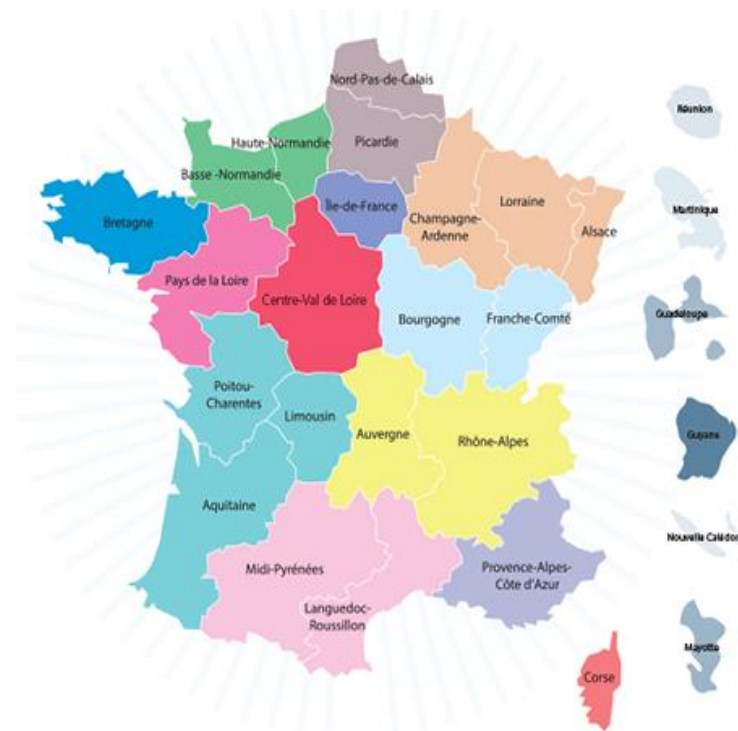 Nord-Pas-de-Calais
Réunion
Haute-Normandie
Picardie
Basse -Normandie
Lorraine
Île-de-France
Martinique
Champagne-
Ardenne
Bretagne
Alsace
Pays de la Loire
Centre-Val de Loire
Guadeloupe
Bourgogne
Franche-Comté
Poitou-
Charentes
Limousin
Auvergne
Rhône-Alpes
Guyane
Aquitaine
Nouvelle Calédor
Midi-Pyrénées
Provence-Alpes-
Côte d'Azur
Languedoc-
Roussillon
Mayotte
Corse